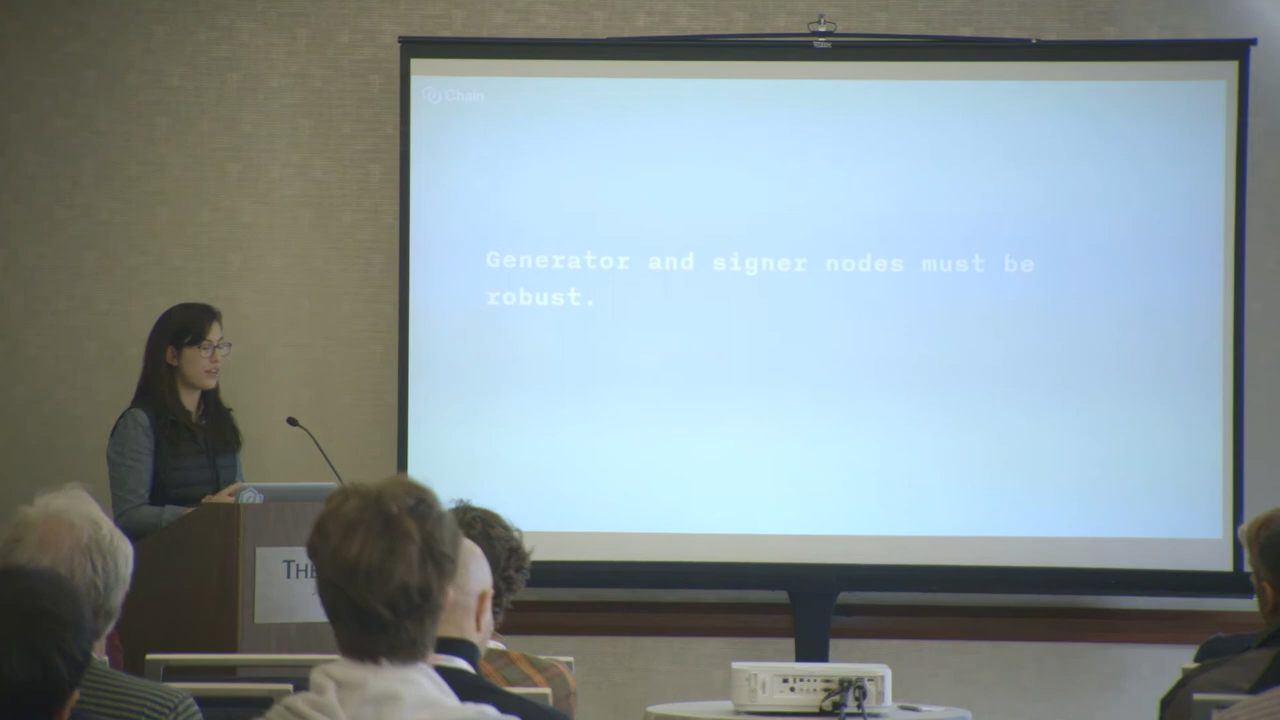 Chain
Generator and signer nodes must be
robust.
THE